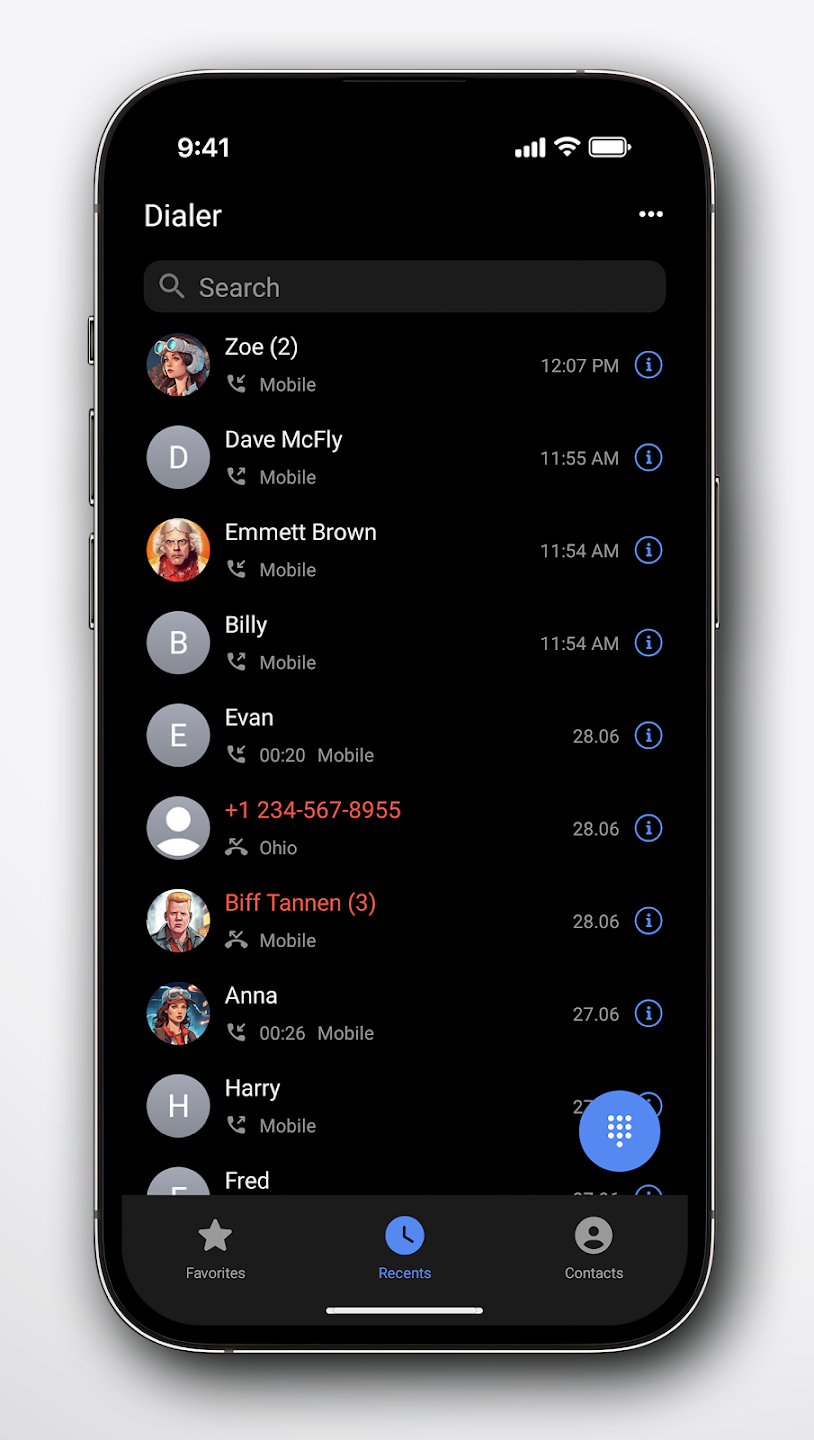 9:41
Dialer
Search
Zoe (2)
Mobile
12:07 PM
D
Dave McFly
Mobile
11:55 AM
Emmett Brown
Mobile
11:54 AM
B
Billy
Mobile
11:54 AM
E
Evan
00:20 Mobile
28.06
+1 234-567-8955
Ohio
28.06
Biff Tannen (3)
Mobile
28.06
Anna
00:26 Mobile
27.06
H
Harry
Mobile
Fred
Favorites
Recents
Contacts